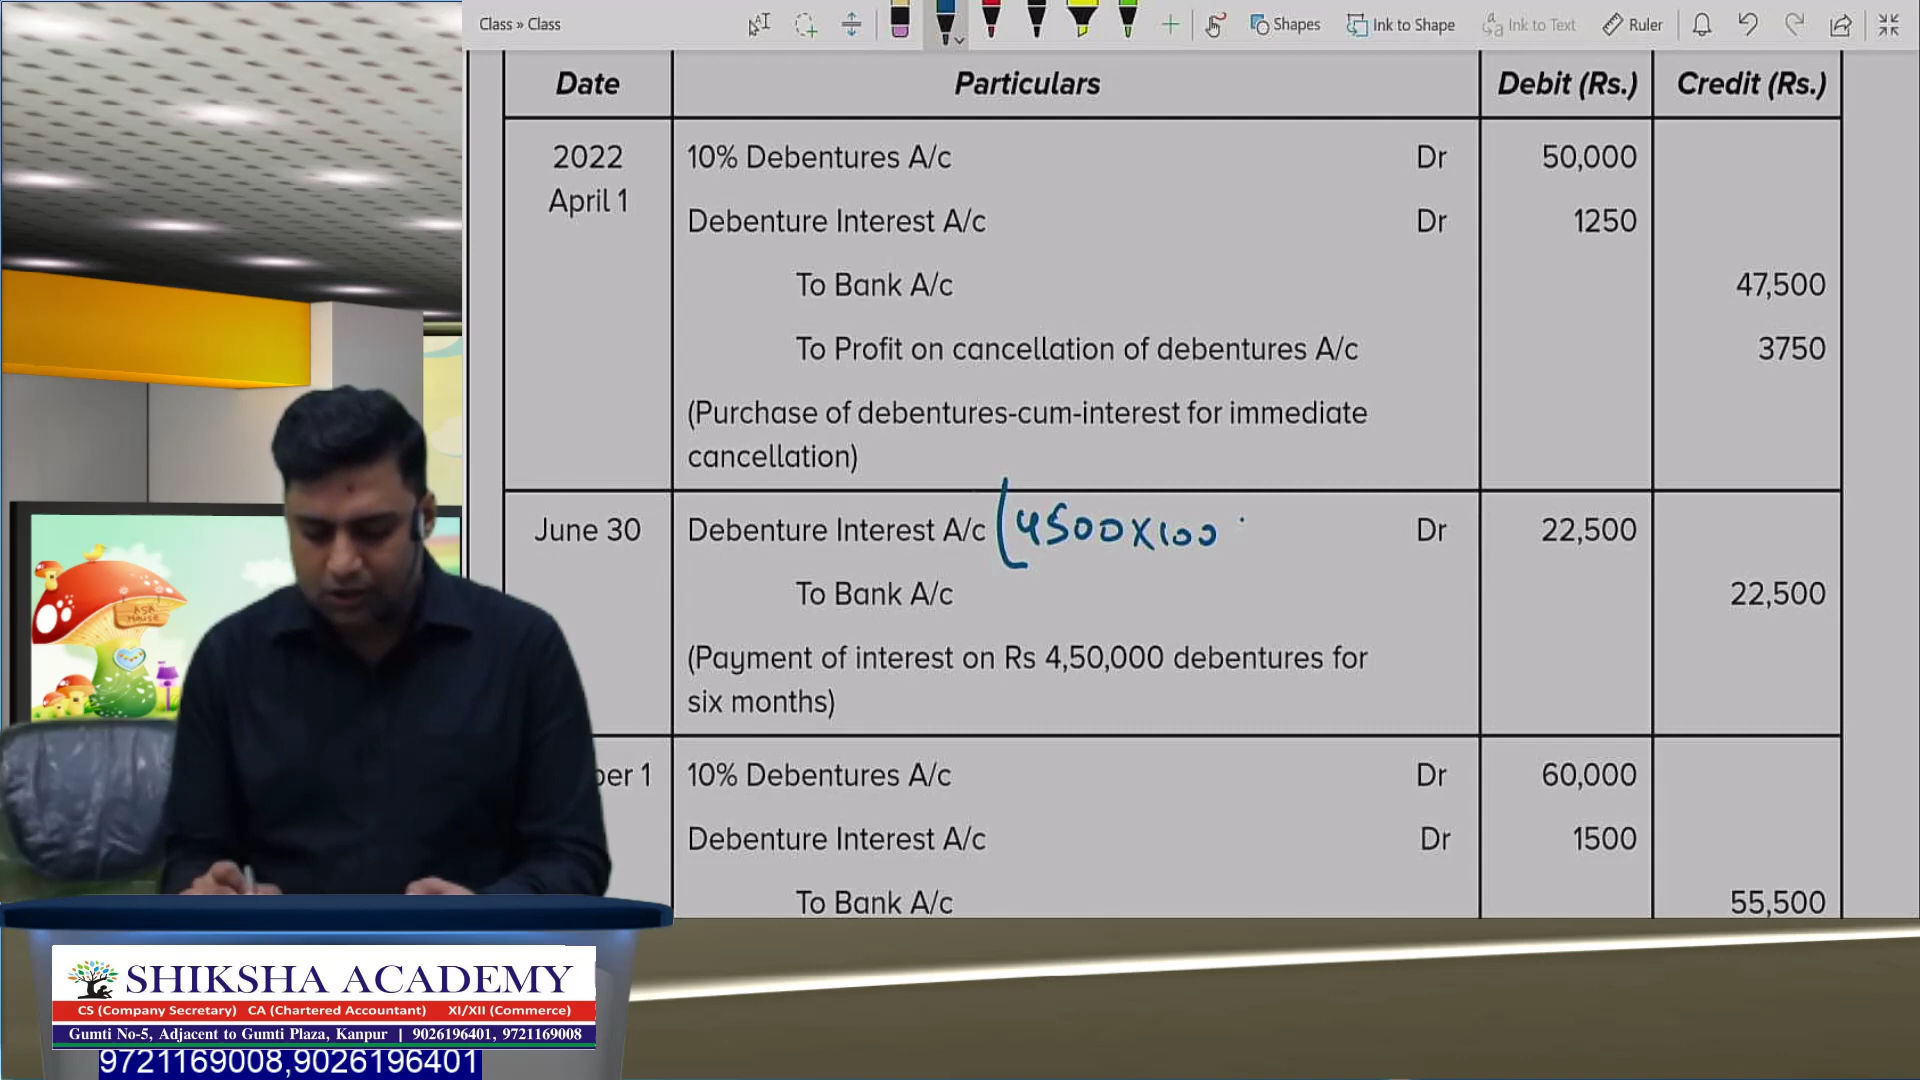 Class » Class
Shapes
Ink to Shape
Ink to Text
Ruler
Date Particulars Debit (Rs.) Credit (Rs.)
2022 10% Debentures A/c Dr 50,000
April 1
Debenture Interest A/c Dr 1250
To Bank A/c 47,500
To Profit on cancellation of debentures A/c 3750
(Purchase of debentures-cum-interest for immediate
cancellation)
June 30 Debenture Interest A/c (4500X100 Dr 22,500
To Bank A/c 22,500
(Payment of interest on Rs 4,50,000 debentures for
six months)
ber 1 10% Debentures A/c Dr 60,000
Debenture Interest A/c Dr 1500
To Bank A/c 55,500
ASA
House
SHIKSHA ACADEMY
CS (Company Secretary) CA (Chartered Accountant) XI/XII (Commerce)
Gumti No-5, Adjacent to Gumti Plaza, Kanpur | 9026196401, 9721169008
9721169008,9026196401